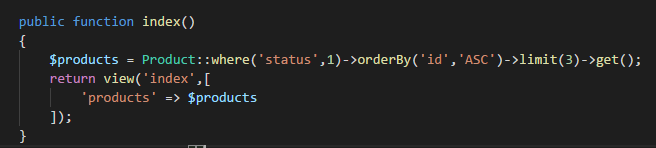 public function index()
{
    $products = Product::where('status',1)->orderBy('id','ASC')->limit(3)->get();
    return view('index',[
        'products' => $products
    ]);
}